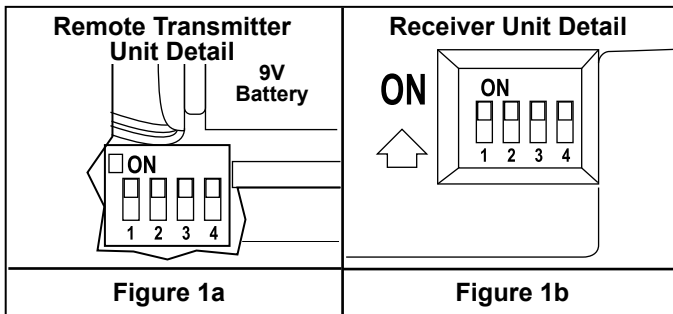 Remote Transmitter
Unit Detail
9V
Battery
ON
1 2 3 4
Figure 1a
Receiver Unit Detail
ON
ON
1 2 3 4
Figure 1b